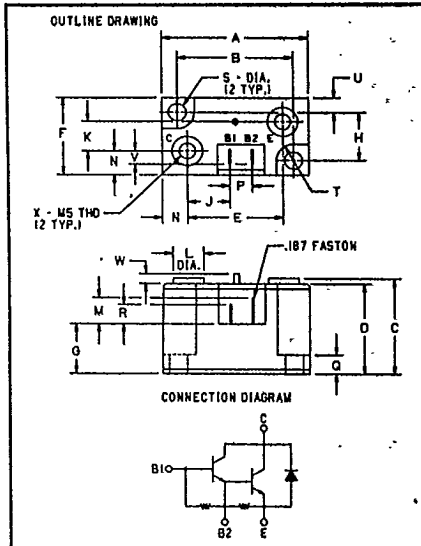 OUTLINE DRAWING
A
B
S - DIA.
(2 TYP.)
U
F
K
C
B1 B2 E
H
N
V
P
T
J
X - M5 THD
(2 TYP.)
N
E
W
L
DIA.
.187 FASTON
M
R
G
Q
D
C
CONNECTION DIAGRAM
C
B1
B2
E